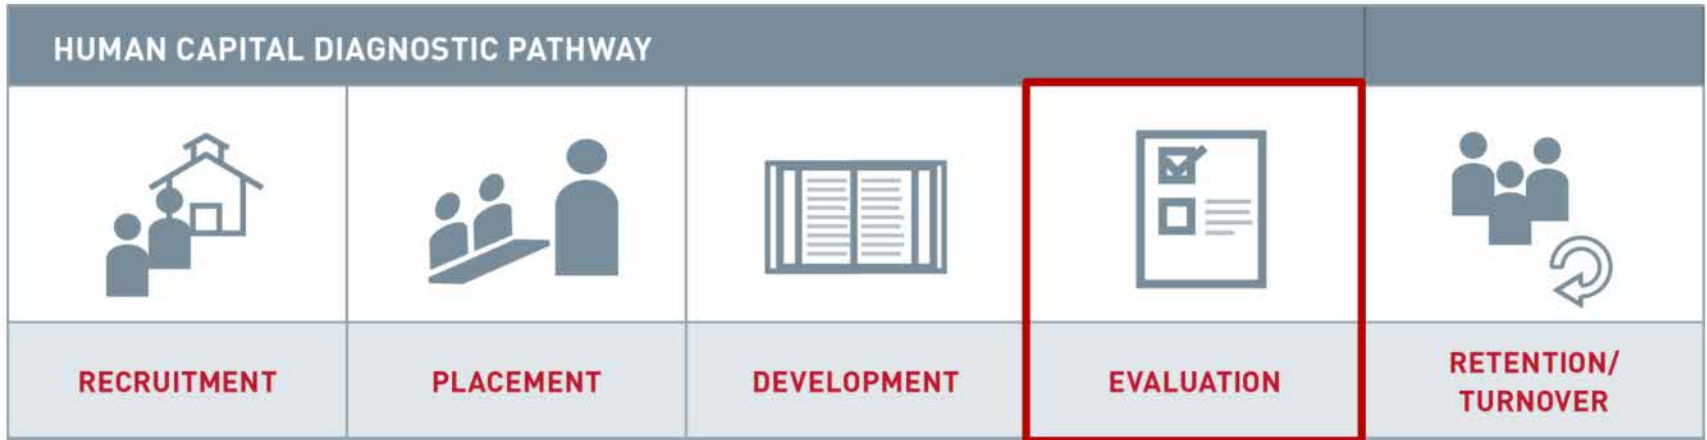 HUMAN CAPITAL DIAGNOSTIC PATHWAY
RECRUITMENT
PLACEMENT
DEVELOPMENT
EVALUATION
RETENTION/
TURNOVER